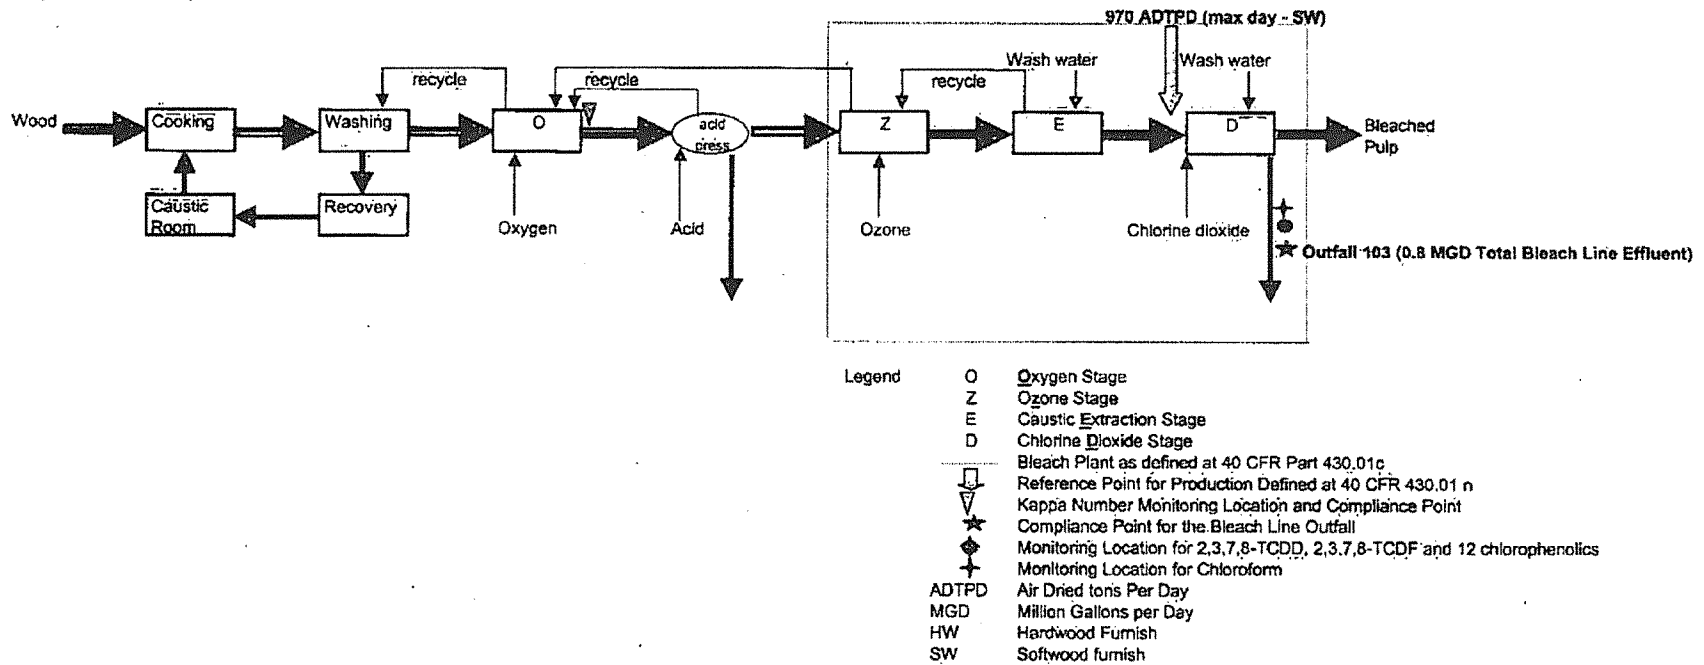 970 ADTPD (max day - SW)
Wash water
Wash water
recycle
recycle
recycle
Wood
Cooking
Washing
O
acid
press
Z
E
D
Bleached
Pulp
Caustic
Room
Recovery
Oxygen
Acid
Ozone
Chlorine dioxide
Outfall 103 (0.8 MGD Total Bleach Line Effluent)
Legend
O Oxygen Stage
Z Ozone Stage
E Caustic Extraction Stage
D Chlorine Dioxide Stage
Bleach Plant as defined at 40 CFR Part 430.01c
Reference Point for Production Defined at 40 CFR 430.01 n
Kappa Number Monitoring Location and Compliance Point
Compliance Point for the Bleach Line Outfall
Monitoring Location for 2,3,7,8-TCDD, 2,3,7,8-TCDF and 12 chlorophenolics
Monitoring Location for Chloroform
ADTPD Air Dried tons Per Day
MGD Million Gallons per Day
HW Hardwood Furnish
SW Softwood furnish